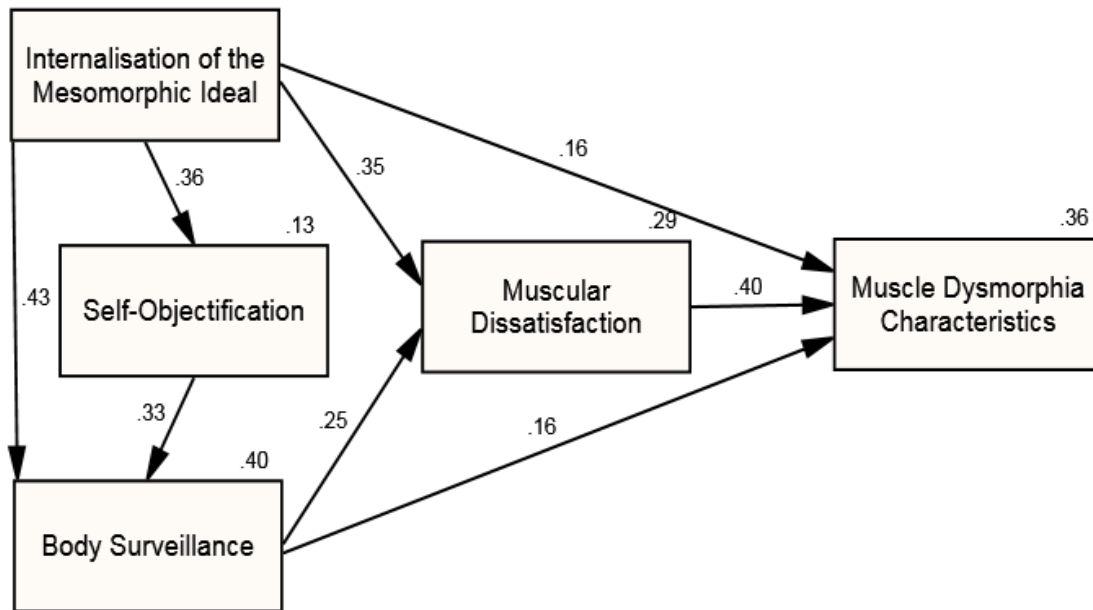 Internalisation of the
Mesomorphic Ideal
.16
.35
.36
.13
.29
.36
.43
Self-Objectification
Muscular
Dissatisfaction
.40
Muscle Dysmorphia
Characteristics
.33
.25
.16
.40
Body Surveillance